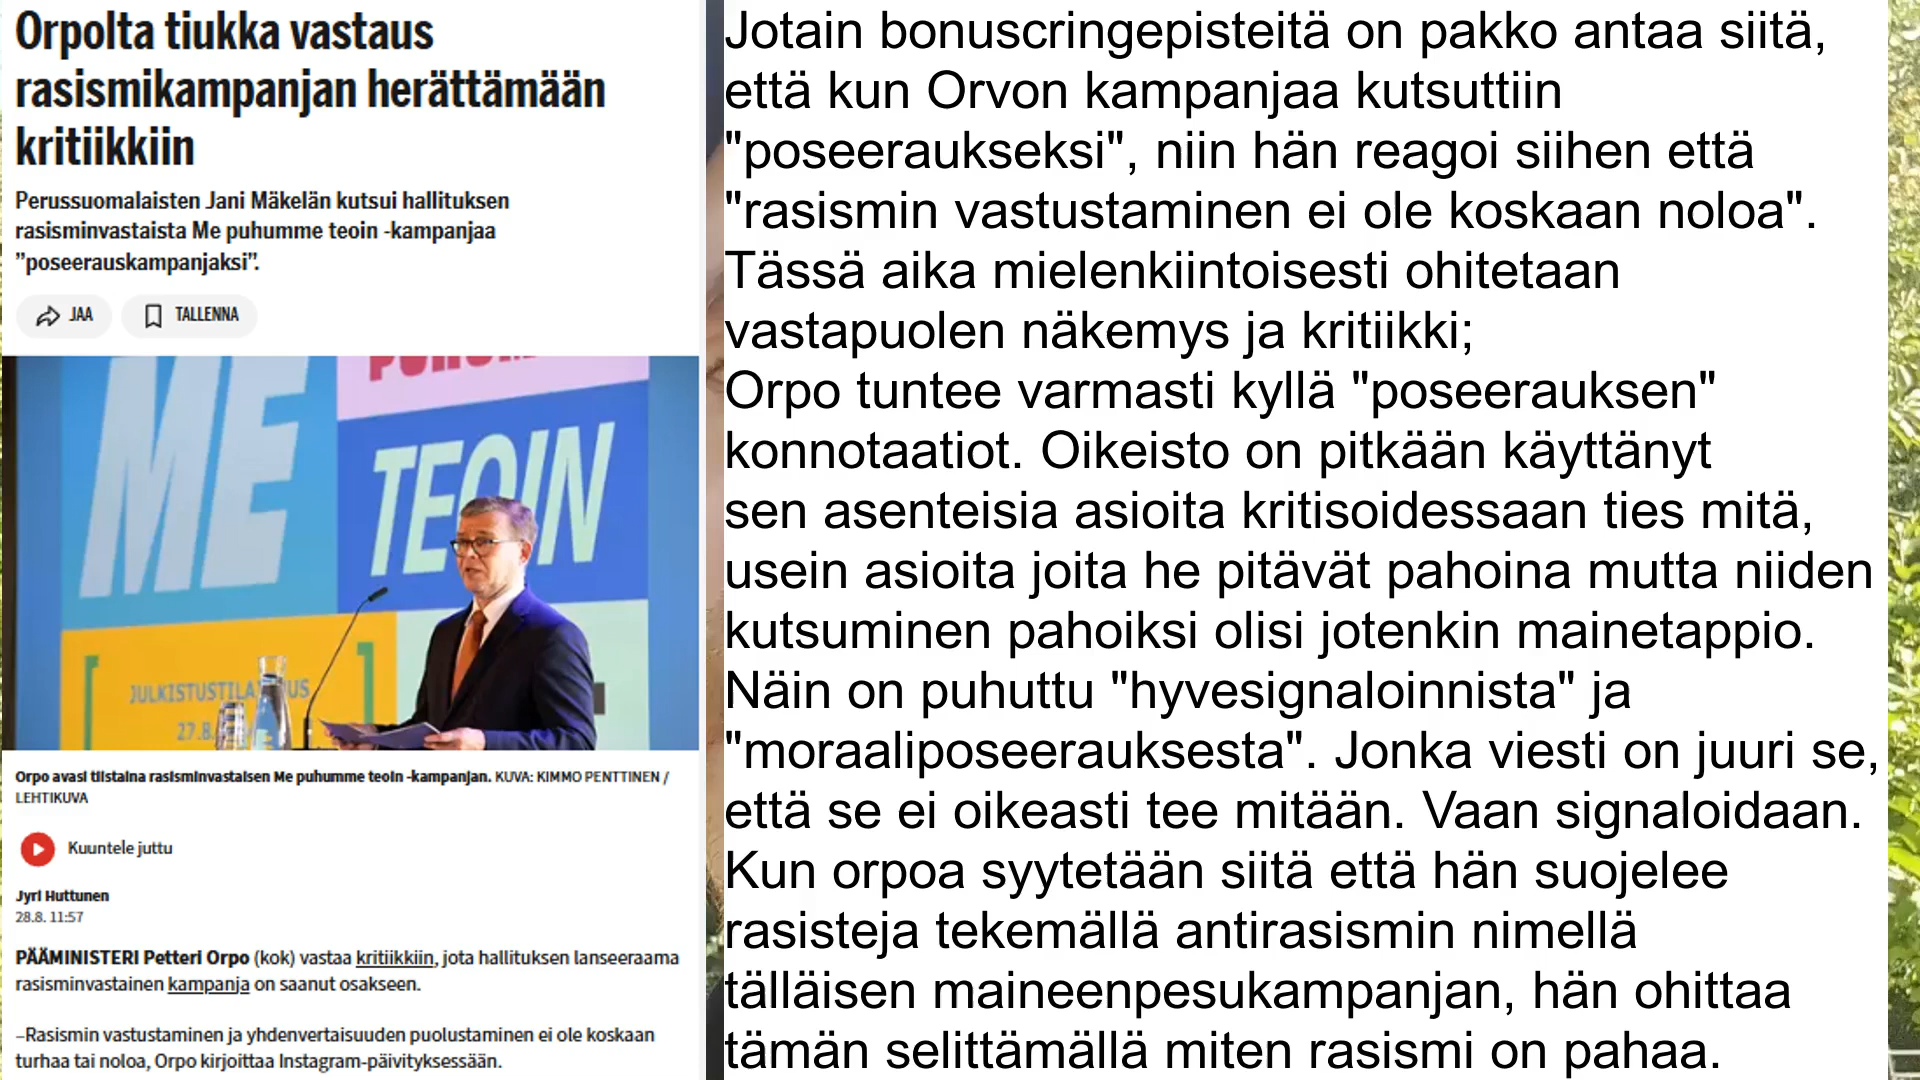 Orpolta tiukka vastaus
rasismikampanjan herättämään
kritiikkiin
Perussuomalaisten Jani Mäkelän kutsui hallituksen
rasisminvastaista Me puhumme teoin -kampanjaa
”poseerauskampanjaksi”.
JAA
TALLENNA
ME
TEOIN
JULKISTUSTILA
27.8.
Orpo avasi tiistaina rasisminvastaisen Me puhumme teoin -kampanjan. KUVA: KIMMO PENTTINEN /
LEHTIKUVA
Kuuntele juttu
Jyri Huttunen
28.8. 11:57
PÄÄMINISTERI Petteri Orpo (kok) vastaa kritiikkiin, jota hallituksen lanseeraama
rasisminvastainen kampanja on saanut osakseen.
–Rasismin vastustaminen ja yhdenvertaisuuden puolustaminen ei ole koskaan
turhaa tai noloa, Orpo kirjoittaa Instagram-päivityksessään.
Jotain bonuscringepisteitä on pakko antaa siitä,
että kun Orvon kampanjaa kutsuttiin
"poseeraukseksi", niin hän reagoi siihen että
"rasismin vastustaminen ei ole koskaan noloa".
Tässä aika mielenkiintoisesti ohitetaan
vastapuolen näkemys ja kritiikki;
Orpo tuntee varmasti kyllä "poseerauksen"
konnotaatiot. Oikeisto on pitkään käyttänyt
sen asenteisia asioita kritisoidessaan ties mitä,
usein asioita joita he pitävät pahoina mutta niiden
kutsuminen pahoiksi olisi jotenkin mainetappio.
Näin on puhuttu "hyvesignaloinnista" ja
"moraaliposeerauksesta". Jonka viesti on juuri se,
että se ei oikeasti tee mitään. Vaan signaloidaan.
Kun orpoa syytetään siitä että hän suojelee
rasisteja tekemällä antirasismin nimellä
tälläisen maineenpesukampanjan, hän ohittaa
tämän selittämällä miten rasismi on pahaa.